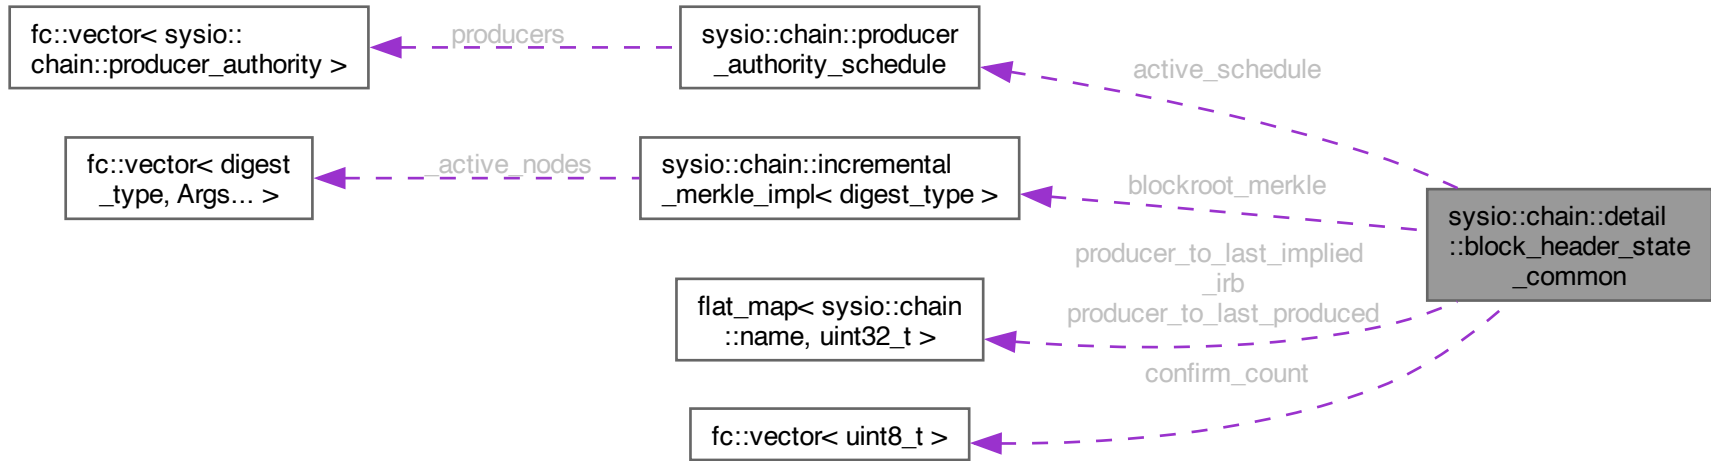 fc::vector< sysio::
chain::producer_authority >
producers
sysio::chain::producer
_authority_schedule
active_schedule
fc::vector< digest
_type, Args... >
_active_nodes
sysio::chain::incremental
_merkle_impl< digest_type >
blockroot_merkle
sysio::chain::detail
::block_header_state
_common
producer_to_last_implied
_irb
producer_to_last_produced
flat_map< sysio::chain
::name, uint32_t >
confirm_count
fc::vector< uint8_t >